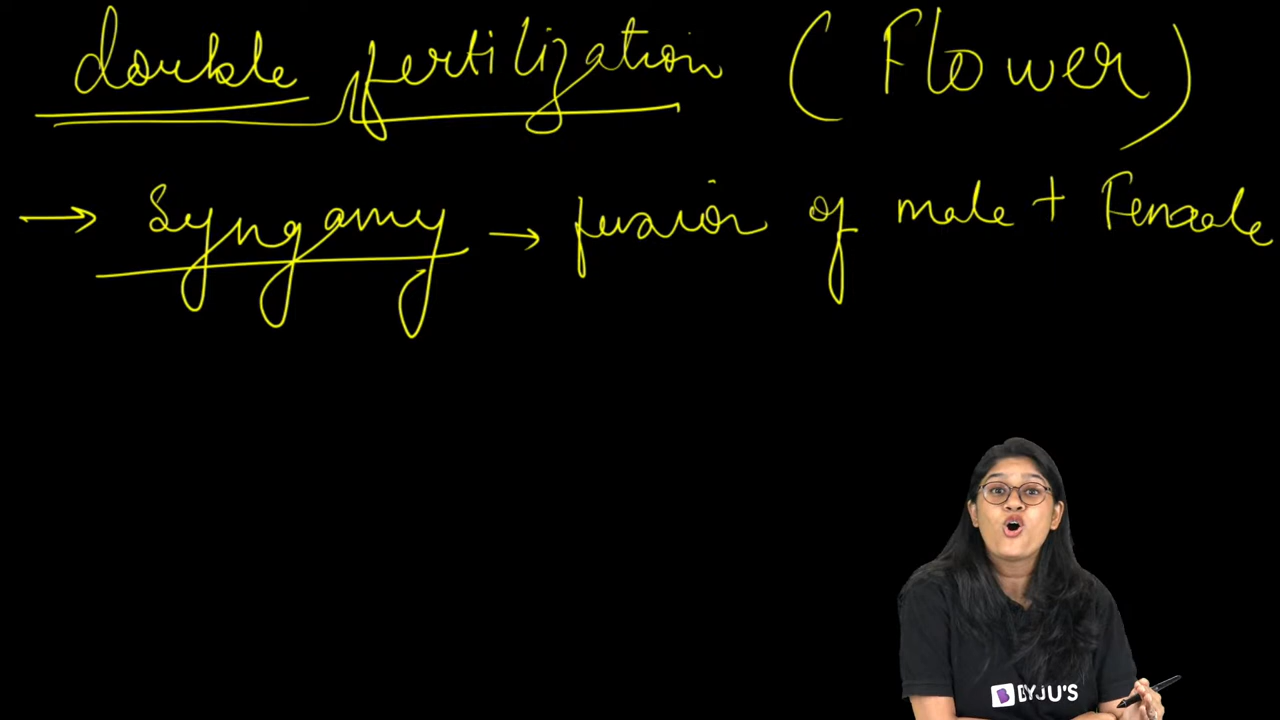 double fertilization (Flower)
→ Syngamy → fusion of male + Female
BYJU'S